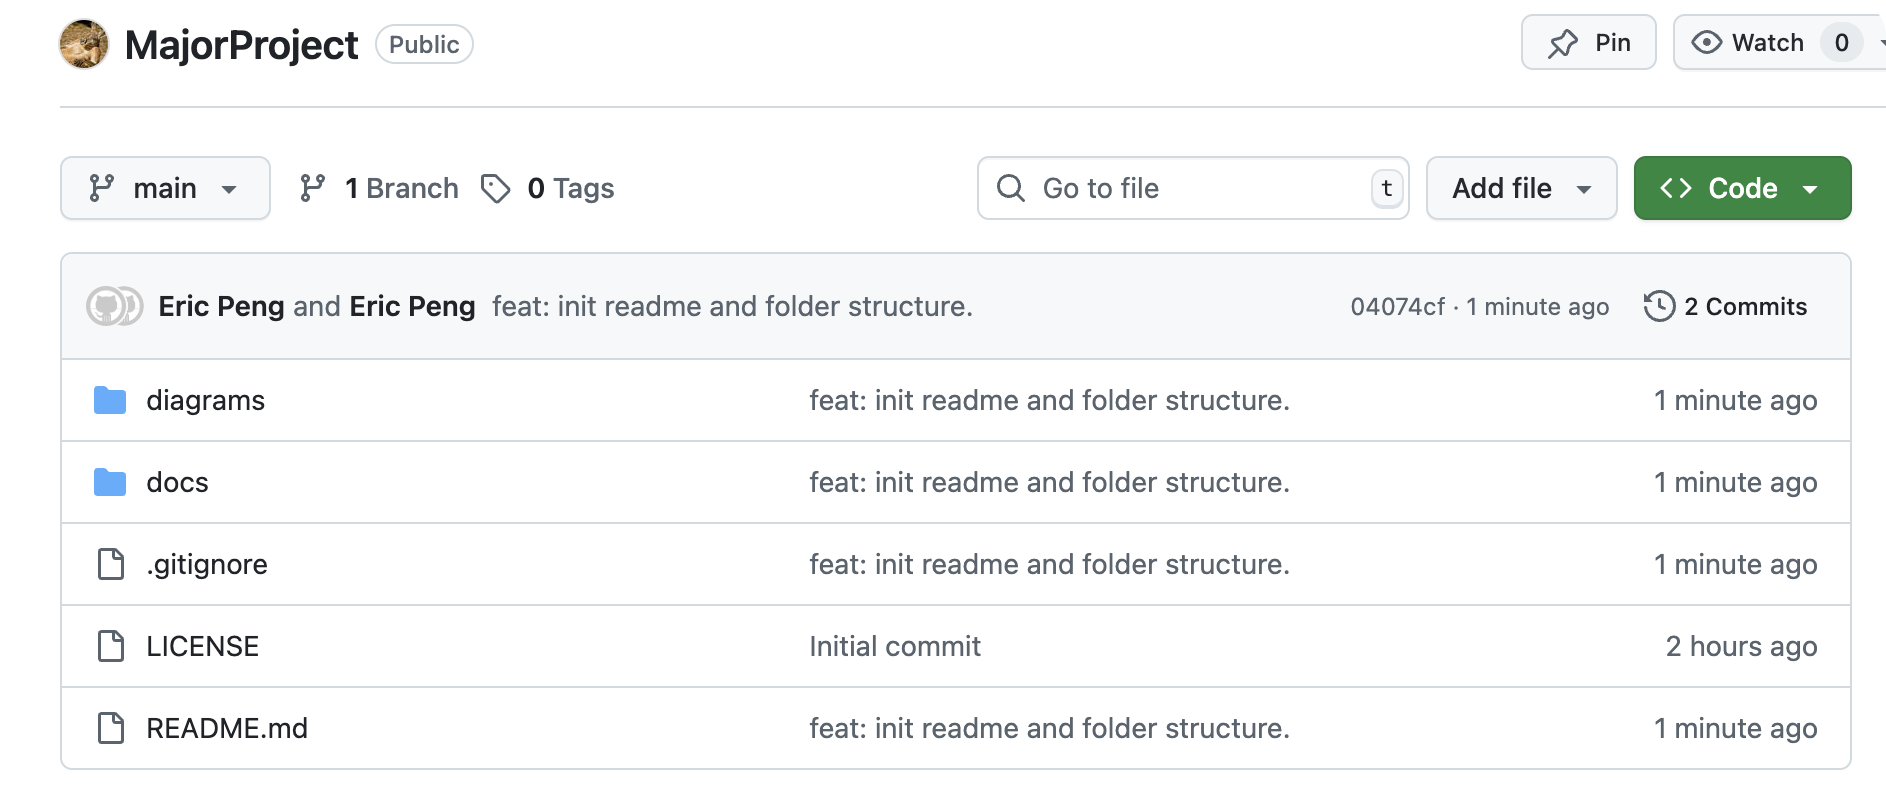 MajorProject Public Pin Watch 0
main 1 Branch 0 Tags Go to file t Add file Code
Eric Peng and Eric Peng feat: init readme and folder structure. 04074cf · 1 minute ago 2 Commits
diagrams feat: init readme and folder structure. 1 minute ago
docs feat: init readme and folder structure. 1 minute ago
.gitignore feat: init readme and folder structure. 1 minute ago
LICENSE Initial commit 2 hours ago
README.md feat: init readme and folder structure. 1 minute ago